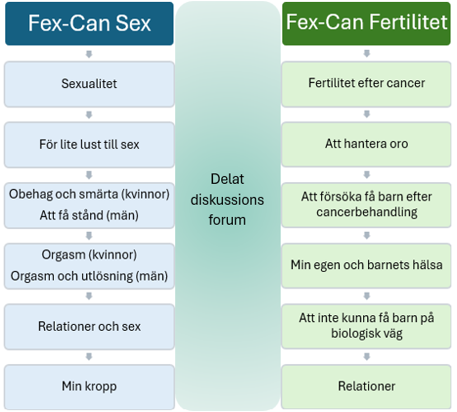 Fex-Can Sex
Sexualitet
För lite lust till sex
Obehag och smärta (kvinnor)
Att få stånd (män)
Orgasm (kvinnor)
Orgasm och utlösning (män)
Relationer och sex
Min kropp
Delat
diskussions
forum
Fex-Can Fertilitet
Fertilitet efter cancer
Att hantera oro
Att försöka få barn efter
cancerbehandling
Min egen och barnets hälsa
Att inte kunna få barn på
biologisk väg
Relationer